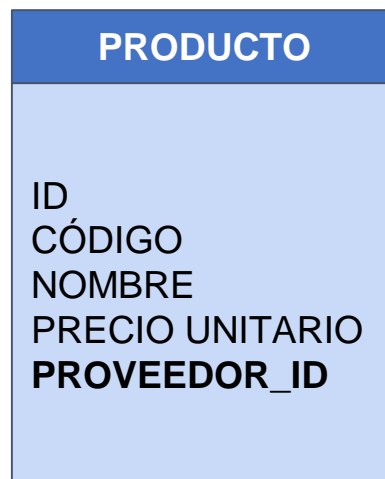 PRODUCTO
ID
CÓDIGO
NOMBRE
PRECIO UNITARIO
PROVEEDOR_ID